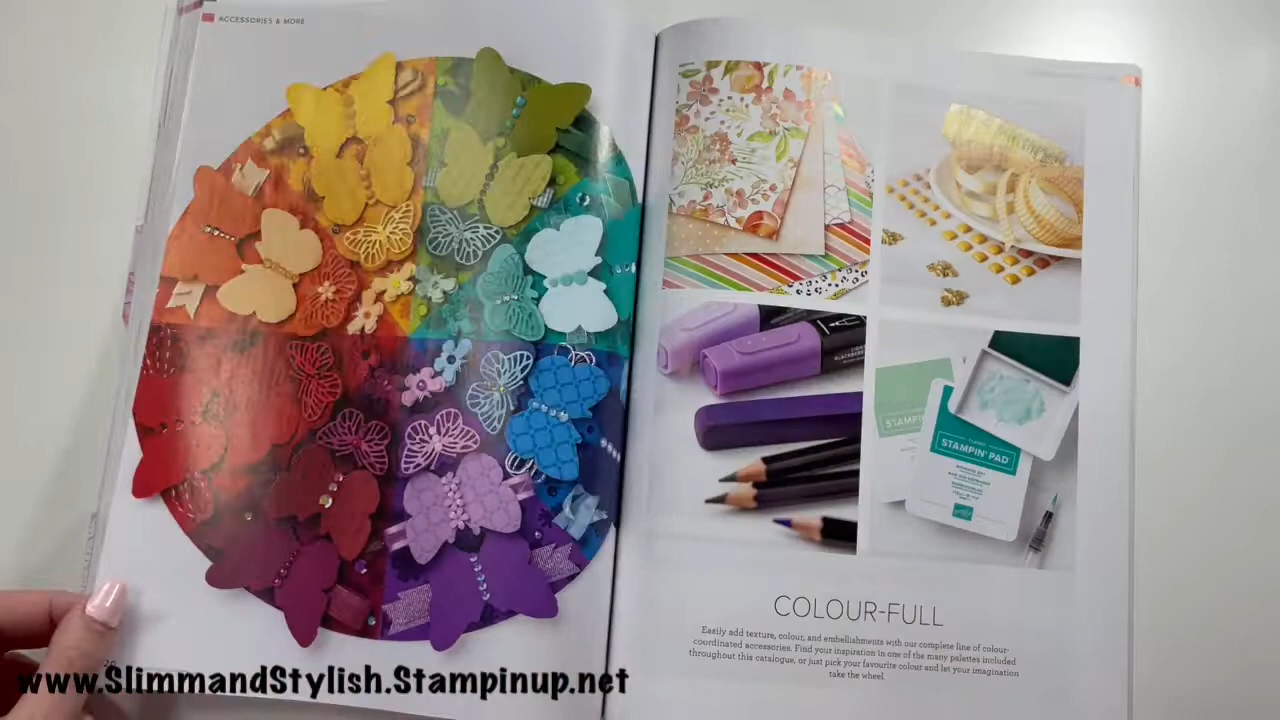 ACCESSORIES & MORE
BLACKBERRY
STAMPIN'
CLASSIC
STAMPIN' PAD
COLOUR-FULL
Easily add texture, colour, and embellishments with our complete line of colour-
coordinated accessories. Find your inspiration in one of the many palettes included
throughout this catalogue, or just pick your favourite colour and let your imagination
take the wheel.
www.SlimmandStylish.Stampinup.net